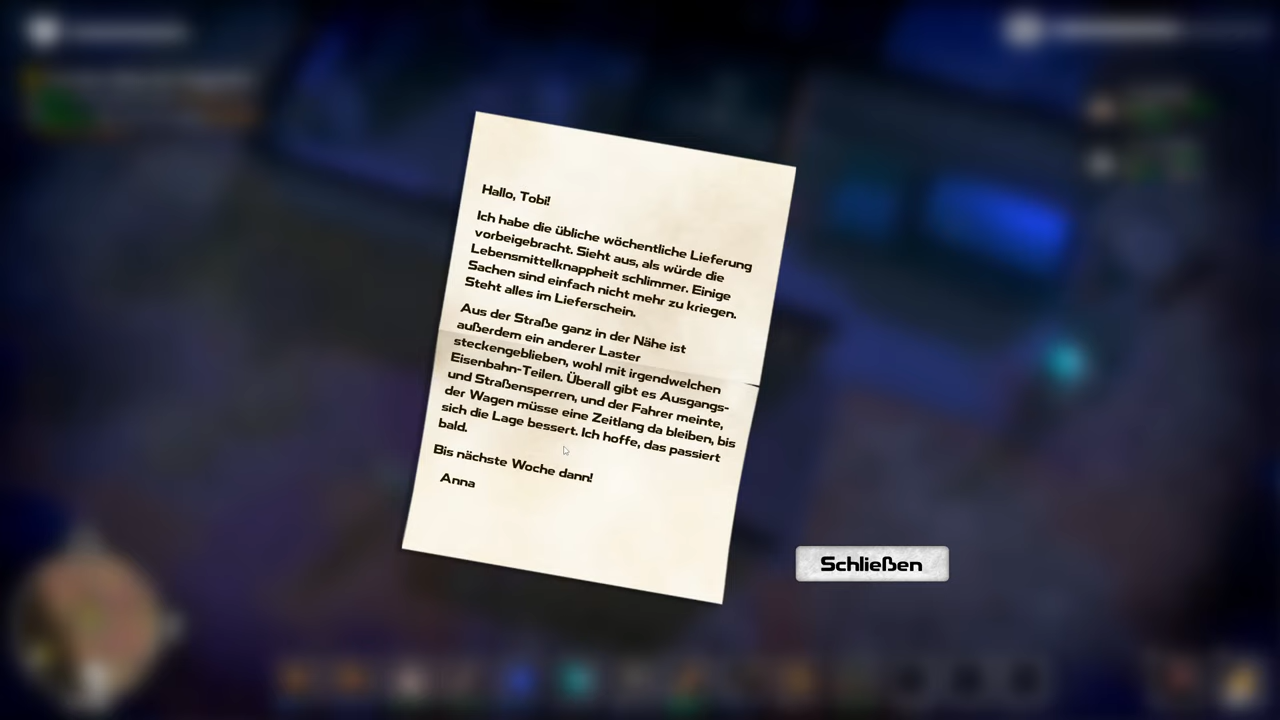 Hallo, Tobi!
Ich habe die übliche wöchentliche Lieferung
vorbeigebracht. Sieht aus, als würde die
Lebensmittelknappheit schlimmer. Einige
Sachen sind einfach nicht mehr zu kriegen.
Steht alles im Lieferschein.
Aus der Straße ganz in der Nähe ist
außerdem ein anderer Laster
steckengeblieben, wohl mit irgendwelchen
Eisenbahn-Teilen. Überall gibt es Ausgangs-
und Straßensperren, und der Fahrer meinte,
der Wagen müsse eine Zeitlang da bleiben, bis
sich die Lage bessert. Ich hoffe, das passiert
bald.
Bis nächste Woche dann!
Anna
Schließen